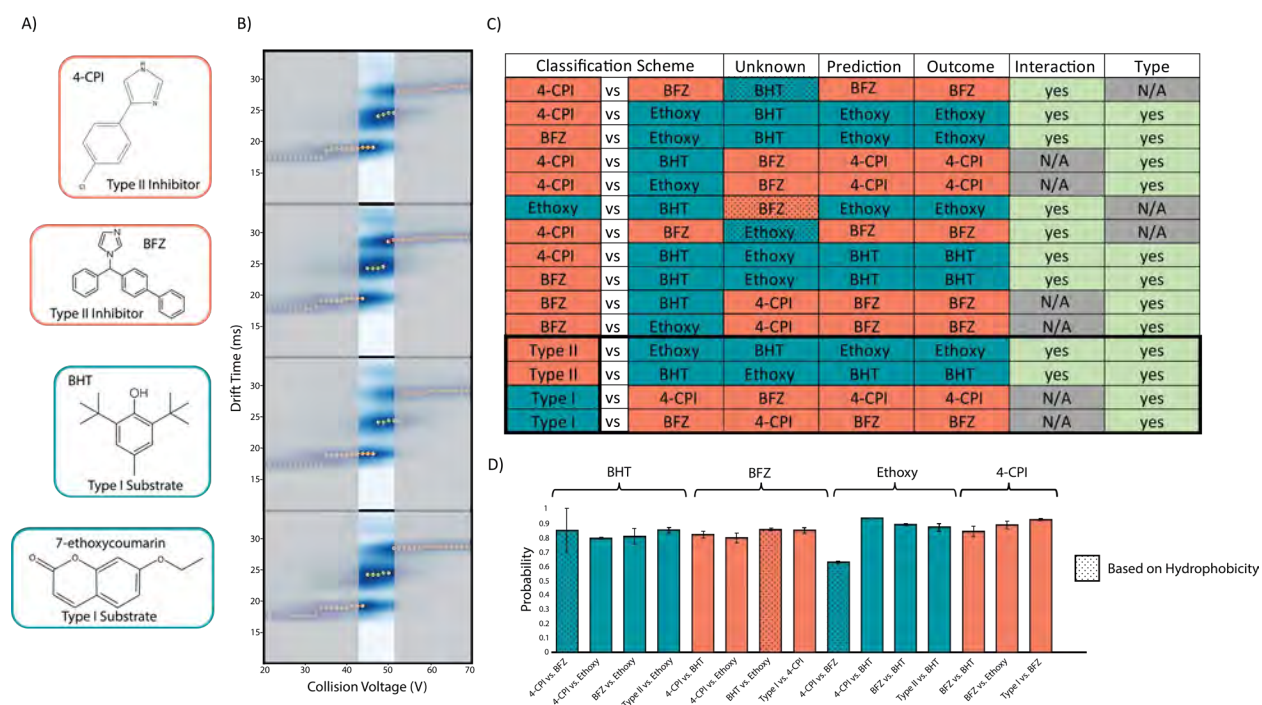 A)
4-CPI
H
N
N
Cl
Type II Inhibitor
N
N
BFZ
Type II Inhibitor
BHT
OH
Type I Substrate
7-ethoxycoumarin
O
O
O
Type I Substrate
B)
Drift Time (ms)
30
25
20
15
30
25
20
15
30
25
20
15
30
25
20
15
20 30 40 50 60 70
Collision Voltage (V)
C)
Classification Scheme Unknown Prediction Outcome Interaction Type
4-CPI vs BFZ BHT BFZ BFZ yes N/A
4-CPI vs Ethoxy BHT Ethoxy Ethoxy yes yes
BFZ vs Ethoxy BHT Ethoxy Ethoxy yes yes
4-CPI vs BHT BFZ 4-CPI 4-CPI N/A yes
4-CPI vs Ethoxy BFZ 4-CPI 4-CPI N/A yes
Ethoxy vs BHT BFZ Ethoxy Ethoxy yes N/A
4-CPI vs BFZ Ethoxy BFZ BFZ yes N/A
4-CPI vs BHT Ethoxy BHT BHT yes yes
BFZ vs BHT Ethoxy BHT BHT yes yes
BFZ vs BHT 4-CPI BFZ BFZ N/A yes
BFZ vs Ethoxy 4-CPI BFZ BFZ N/A yes
Type II vs Ethoxy BHT Ethoxy Ethoxy yes yes
Type II vs BHT Ethoxy BHT BHT yes yes
Type I vs 4-CPI BFZ 4-CPI 4-CPI N/A yes
Type I vs BFZ 4-CPI BFZ BFZ N/A yes
D)
BHT BFZ Ethoxy 4-CPI
Probability
1
0.9
0.8
0.7
0.6
0.5
0.4
0.3
0.2
0.1
0
4-CPI vs. BFZ
4-CPI vs. Ethoxy
BFZ vs. Ethoxy
Type II vs. Ethoxy
4-CPI vs. BHT
4-CPI vs. Ethoxy
BHT vs. Ethoxy
Type I vs. 4-CPI
4-CPI vs. BFZ
4-CPI vs. BHT
BFZ vs. BHT
Type II vs. BHT
BFZ vs. BHT
BFZ vs. Ethoxy
Type I vs. BFZ
Based on Hydrophobicity